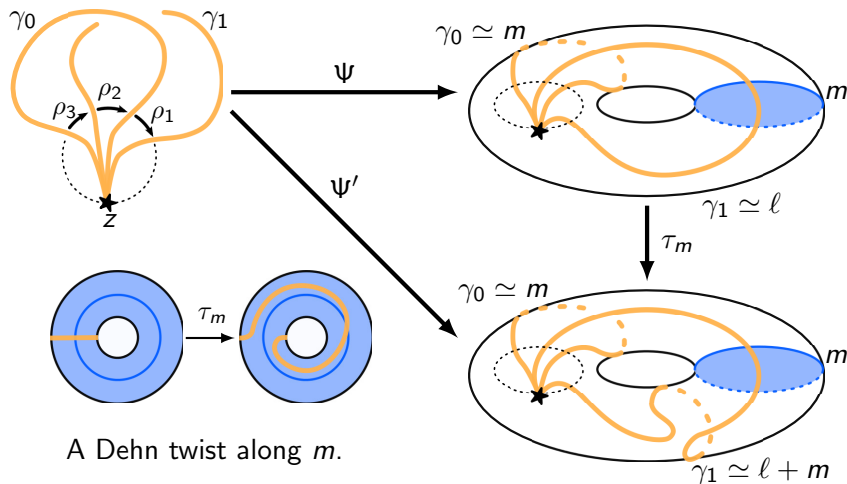 γ₀
γ₁
ρ₃
ρ₂
ρ₁
z
Ψ
Ψ′
γ₀ ≃ m
m
γ₁ ≃ ℓ
τₘ
γ₀ ≃ m
m
γ₁ ≃ ℓ + m
τₘ
A Dehn twist along m.